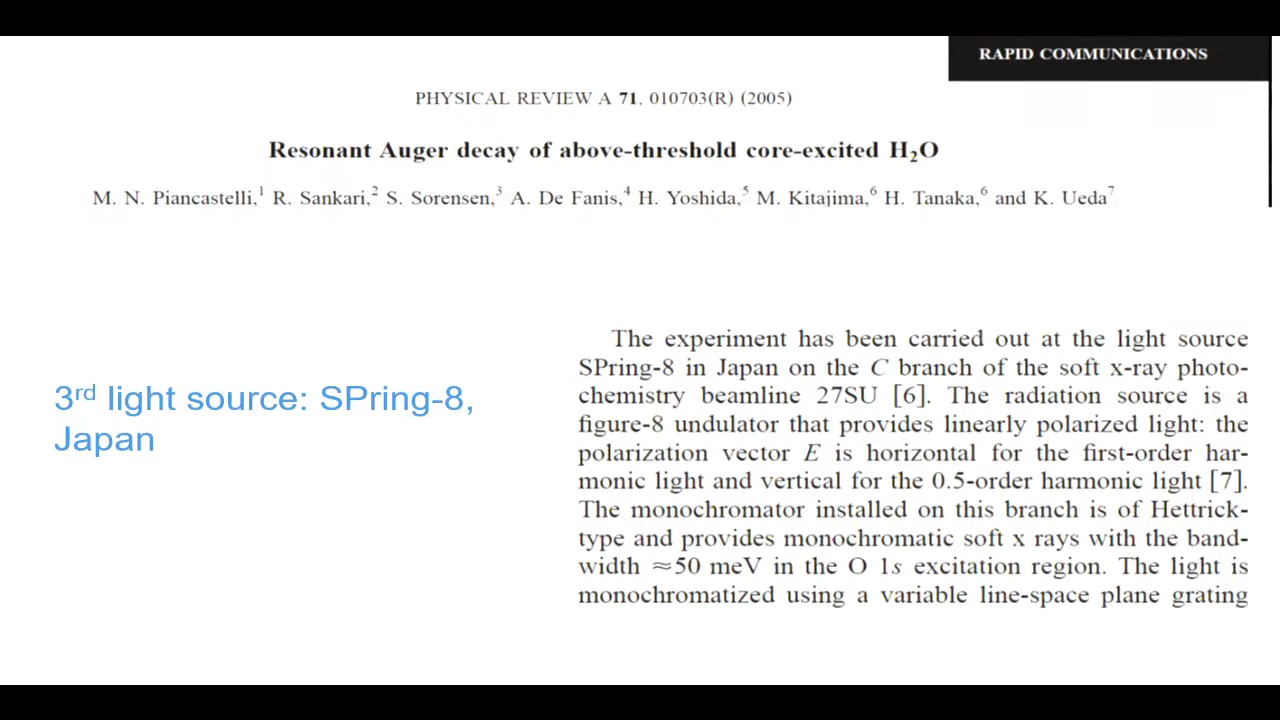 RAPID COMMUNICATIONS
PHYSICAL REVIEW A 71, 010703(R) (2005)
Resonant Auger decay of above-threshold core-excited H₂O
M. N. Piancastelli,¹ R. Sankari,² S. Sorensen,³ A. De Fanis,⁴ H. Yoshida,⁵ M. Kitajima,⁶ H. Tanaka,⁶ and K. Ueda⁷
3rd light source: SPring-8,
Japan
The experiment has been carried out at the light source
SPring-8 in Japan on the C branch of the soft x-ray photo-
chemistry beamline 27SU [6]. The radiation source is a
figure-8 undulator that provides linearly polarized light: the
polarization vector E is horizontal for the first-order har-
monic light and vertical for the 0.5-order harmonic light [7].
The monochromator installed on this branch is of Hettrick-
type and provides monochromatic soft x rays with the band-
width ≈50 meV in the O 1s excitation region. The light is
monochromatized using a variable line-space plane grating